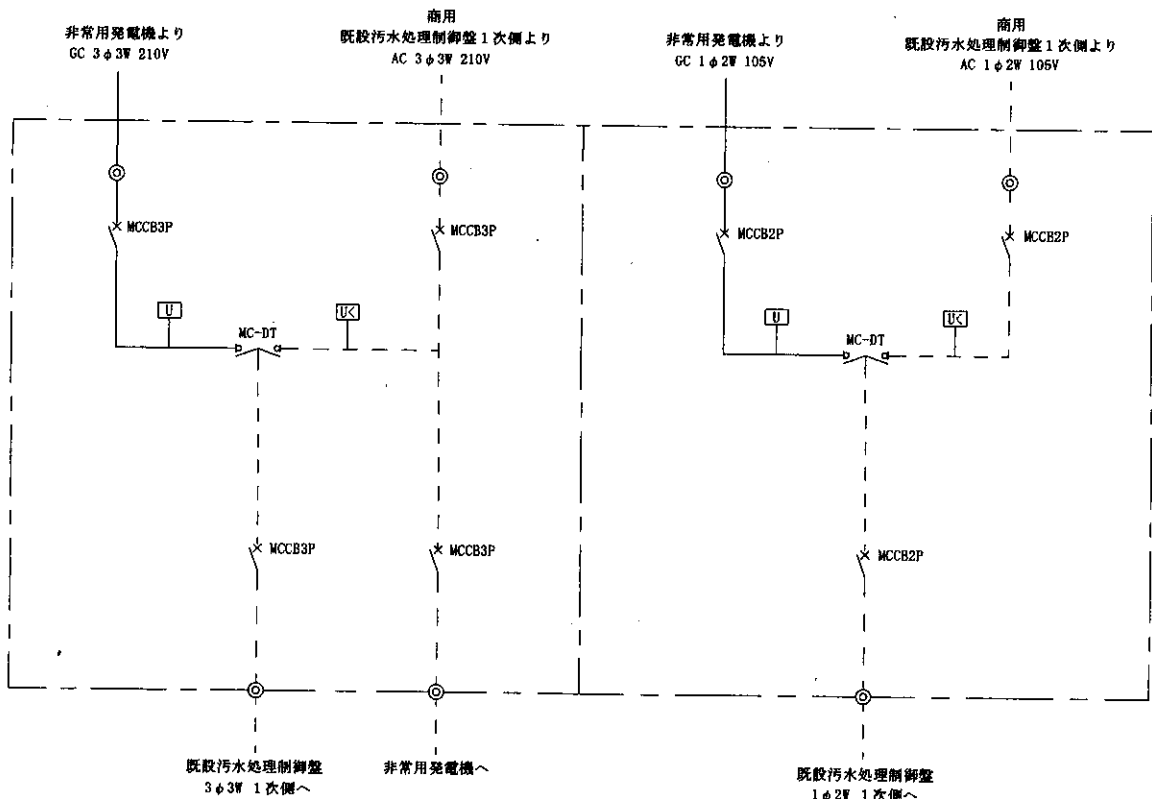 非常用発電機より
GC 3φ3W 210V
商用
既設汚水処理制御盤1次側より
AC 3φ3W 210V
非常用発電機より
GC 1φ2W 105V
商用
既設汚水処理制御盤1次側より
AC 1φ2W 105V
MCCB3P
MCCB3P
MCCB2P
MCCB2P
U
U<
MC-DT
U
U<
MC-DT
MCCB3P
MCCB3P
MCCB2P
既設汚水処理制御盤
3φ3W 1次側へ
非常用発電機へ
既設汚水処理制御盤
1φ2W 1次側へ